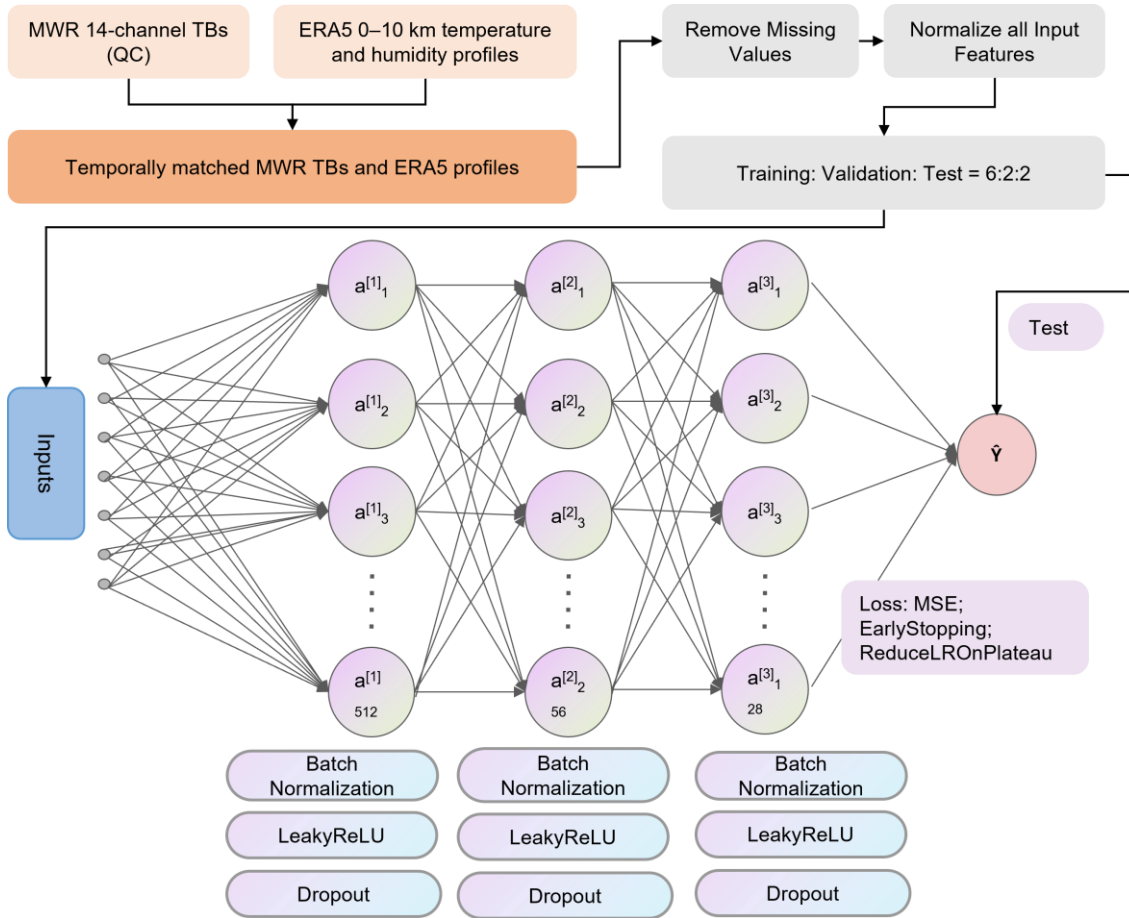 MWR 14-channel TBs
(QC)
ERA5 0–10 km temperature
and humidity profiles
Remove Missing
Values
Normalize all Input
Features
Temporally matched MWR TBs and ERA5 profiles
Training: Validation: Test = 6:2:2
Inputs
a[1]1
a[2]1
a[3]1
Test
a[1]2
a[2]2
a[3]2
Ŷ
a[1]3
a[2]3
a[3]3
Loss: MSE;
EarlyStopping;
ReduceLROnPlateau
a[1]
512
a[2]2
56
a[3]1
28
Batch
Normalization
Batch
Normalization
Batch
Normalization
LeakyReLU
LeakyReLU
LeakyReLU
Dropout
Dropout
Dropout